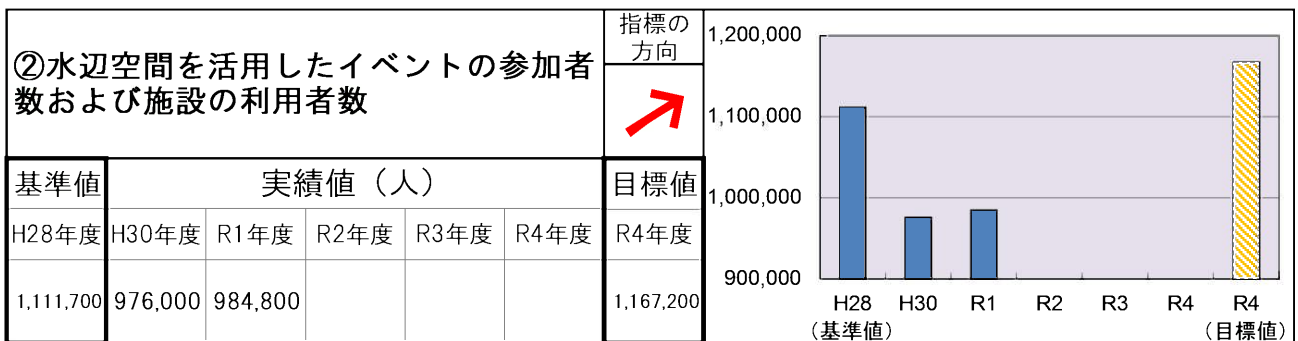 ②水辺空間を活用したイベントの参加者
数および施設の利用者数
指標の
方向
基準値 実績値（人） 目標値
H28年度 H30年度 R1年度 R2年度 R3年度 R4年度 R4年度
1,111,700 976,000 984,800 1,167,200
1,200,000
1,100,000
1,000,000
900,000
H28 H30 R1 R2 R3 R4 R4
（基準値） （目標値）